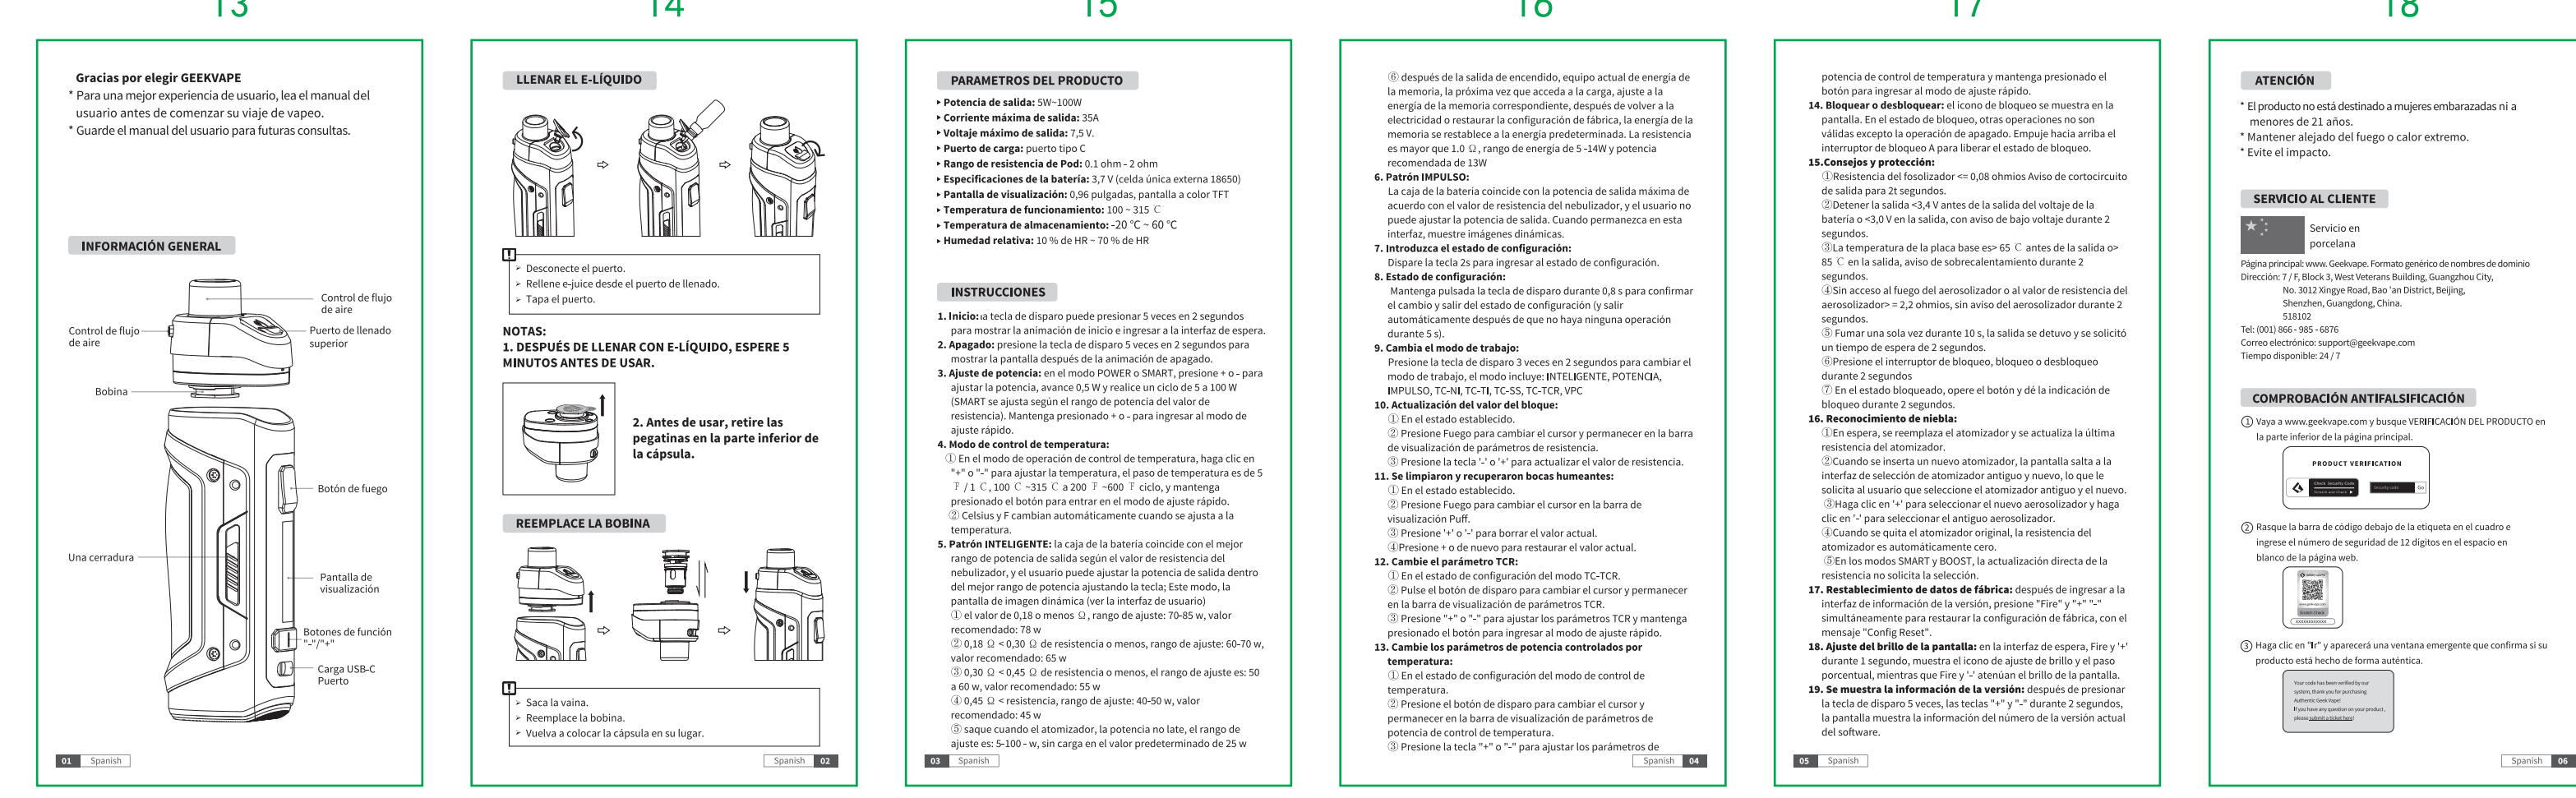 13
14
15
16
17
18
Gracias por elegir GEEKVAPE
* Para una mejor experiencia de usuario, lea el manual del
usuario antes de comenzar su viaje de vapeo.
* Guarde el manual del usuario para futuras consultas.
INFORMACIÓN GENERAL
Control de flujo
de aire
Control de flujo
de aire
Puerto de llenado
superior
Bobina
Botón de fuego
Una cerradura
Pantalla de
visualización
Botones de función
"-"/"+"
Carga USB-C
Puerto
01 Spanish
LLENAR EL E-LÍQUIDO
➢ Desconecte el puerto.
➢ Rellene e-juice desde el puerto de llenado.
➢ Tapa el puerto.
NOTAS:
1. DESPUÉS DE LLENAR CON E-LÍQUIDO, ESPERE 5
MINUTOS ANTES DE USAR.
2. Antes de usar, retire las
pegatinas en la parte inferior de
la cápsula.
REEMPLACE LA BOBINA
➢ Saca la vaina.
➢ Reemplace la bobina.
➢ Vuelva a colocar la cápsula en su lugar.
Spanish 02
PARAMETROS DEL PRODUCTO
‣ Potencia de salida: 5W~100W
‣ Corriente máxima de salida: 35A
‣ Voltaje máximo de salida: 7,5 V.
‣ Puerto de carga: puerto tipo C
‣ Rango de resistencia de Pod: 0.1 ohm - 2 ohm
‣ Especificaciones de la batería: 3,7 V (celda única externa 18650)
‣ Pantalla de visualización: 0,96 pulgadas, pantalla a color TFT
‣ Temperatura de funcionamiento: 100 ~ 315 ℃
‣ Temperatura de almacenamiento: -20 °C ~ 60 °C
‣ Humedad relativa: 10 % de HR ~ 70 % de HR
INSTRUCCIONES
1. Inicio: la tecla de disparo puede presionar 5 veces en 2 segundos
para mostrar la animación de inicio e ingresar a la interfaz de espera.
2. Apagado: presione la tecla de disparo 5 veces en 2 segundos para
mostrar la pantalla después de la animación de apagado.
3. Ajuste de potencia: en el modo POWER o SMART, presione + o - para
ajustar la potencia, avance 0,5 W y realice un ciclo de 5 a 100 W
(SMART se ajusta según el rango de potencia del valor de
resistencia). Mantenga presionado + o - para ingresar al modo de
ajuste rápido.
4. Modo de control de temperatura:
① En el modo de operación de control de temperatura, haga clic en
"+" o "-" para ajustar la temperatura, el paso de temperatura es de 5
℉ / 1 ℃, 100 ℃ ~315 ℃ a 200 ℉ ~600 ℉ ciclo, y mantenga
presionado el botón para entrar en el modo de ajuste rápido.
② Celsius y F cambian automáticamente cuando se ajusta a la
temperatura.
5. Patrón INTELIGENTE: la caja de la batería coincide con el mejor
rango de potencia de salida según el valor de resistencia del
nebulizador, y el usuario puede ajustar la potencia de salida dentro
del mejor rango de potencia ajustando la tecla; Este modo, la
pantalla de imagen dinámica (ver la interfaz de usuario)
① el valor de 0,18 o menos Ω, rango de ajuste: 70-85 w, valor
recomendado: 78 w
② 0,18 Ω < 0,30 Ω de resistencia o menos, rango de ajuste: 60-70 w,
valor recomendado: 65 w
③ 0,30 Ω < 0,45 Ω de resistencia o menos, el rango de ajuste es: 50
a 60 w, valor recomendado: 55 w
④ 0,45 Ω < resistencia, rango de ajuste: 40-50 w, valor
recomendado: 45 w
⑤ saque cuando el atomizador, la potencia no late, el rango de
ajuste es: 5-100 - w, sin carga en el valor predeterminado de 25 w
03 Spanish
⑥ después de la salida de encendido, equipo actual de energía de
la memoria, la próxima vez que acceda a la carga, ajuste a la
energía de la memoria correspondiente, después de volver a la
electricidad o restaurar la configuración de fábrica, la energía de la
memoria se restablece a la energía predeterminada. La resistencia
es mayor que 1.0 Ω, rango de energía de 5 -14W y potencia
recomendada de 13W
6. Patrón IMPULSO:
La caja de la batería coincide con la potencia de salida máxima de
acuerdo con el valor de resistencia del nebulizador, y el usuario no
puede ajustar la potencia de salida. Cuando permanezca en esta
interfaz, muestre imágenes dinámicas.
7. Introduzca el estado de configuración:
Dispare la tecla 2s para ingresar al estado de configuración.
8. Estado de configuración:
Mantenga pulsada la tecla de disparo durante 0,8 s para confirmar
el cambio y salir del estado de configuración (y salir
automáticamente después de que no haya ninguna operación
durante 5 s).
9. Cambia el modo de trabajo:
Presione la tecla de disparo 3 veces en 2 segundos para cambiar el
modo de trabajo, el modo incluye: INTELIGENTE, POTENCIA,
IMPULSO, TC-NI, TC-TI, TC-SS, TC-TCR, VPC
10. Actualización del valor del bloque:
① En el estado establecido.
② Presione Fuego para cambiar el cursor y permanecer en la barra
de visualización de parámetros de resistencia.
③ Presione la tecla '-' o '+' para actualizar el valor de resistencia.
11. Se limpiaron y recuperaron bocas humeantes:
① En el estado establecido.
② Presione Fuego para cambiar el cursor en la barra de
visualización Puff.
③ Presione '+' o '-' para borrar el valor actual.
④Presione + o de nuevo para restaurar el valor actual.
12. Cambie el parámetro TCR:
① En el estado de configuración del modo TC-TCR.
② Pulse el botón de disparo para cambiar el cursor y permanecer
en la barra de visualización de parámetros TCR.
③ Presione "+" o "-" para ajustar los parámetros TCR y mantenga
presionado el botón para ingresar al modo de ajuste rápido.
13. Cambie los parámetros de potencia controlados por
temperatura:
① En el estado de configuración del modo de control de
temperatura.
② Presione el botón de disparo para cambiar el cursor y
permanecer en la barra de visualización de parámetros de
potencia de control de temperatura.
③ Presione la tecla "+" o "-" para ajustar los parámetros de
Spanish 04
potencia de control de temperatura y mantenga presionado el
botón para ingresar al modo de ajuste rápido.
14. Bloquear o desbloquear: el icono de bloqueo se muestra en la
pantalla. En el estado de bloqueo, otras operaciones no son
válidas excepto la operación de apagado. Empuje hacia arriba el
interruptor de bloqueo A para liberar el estado de bloqueo.
15.Consejos y protección:
①Resistencia del fosolizador <= 0,08 ohmios Aviso de cortocircuito
de salida para 2t segundos.
②Detener la salida <3,4 V antes de la salida del voltaje de la
batería o <3,0 V en la salida, con aviso de bajo voltaje durante 2
segundos.
③La temperatura de la placa base es> 65 ℃ antes de la salida o>
85 ℃ en la salida, aviso de sobrecalentamiento durante 2
segundos.
④Sin acceso al fuego del aerosolizador o al valor de resistencia del
aerosolizador> = 2,2 ohmios, sin aviso del aerosolizador durante 2
segundos.
⑤ Fumar una sola vez durante 10 s, la salida se detuvo y se solicitó
un tiempo de espera de 2 segundos.
⑥Presione el interruptor de bloqueo, bloqueo o desbloqueo
durante 2 segundos
⑦ En el estado bloqueado, opere el botón y dé la indicación de
bloqueo durante 2 segundos.
16. Reconocimiento de niebla:
①En espera, se reemplaza el atomizador y se actualiza la última
resistencia del atomizador.
②Cuando se inserta un nuevo atomizador, la pantalla salta a la
interfaz de selección de atomizador antiguo y nuevo, lo que le
solicita al usuario que seleccione el atomizador antiguo y el nuevo.
③Haga clic en '+' para seleccionar el nuevo aerosolizador y haga
clic en '-' para seleccionar el antiguo aerosolizador.
④Cuando se quita el atomizador original, la resistencia del
atomizador es automáticamente cero.
⑤En los modos SMART y BOOST, la actualización directa de la
resistencia no solicita la selección.
17. Restablecimiento de datos de fábrica: después de ingresar a la
interfaz de información de la versión, presione "Fire" y "+" "-"
simultáneamente para restaurar la configuración de fábrica, con el
mensaje "Config Reset".
18. Ajuste del brillo de la pantalla: en la interfaz de espera, Fire y '+'
durante 1 segundo, muestra el icono de ajuste de brillo y el paso
porcentual, mientras que Fire y '-' atenúan el brillo de la pantalla.
19. Se muestra la información de la versión: después de presionar
la tecla de disparo 5 veces, las teclas "+" y "-" durante 2 segundos,
la pantalla muestra la información del número de la versión actual
del software.
05 Spanish
ATENCIÓN
* El producto no está destinado a mujeres embarazadas ni a
menores de 21 años.
* Mantener alejado del fuego o calor extremo.
* Evite el impacto.
SERVICIO AL CLIENTE
Servicio en
porcelana
Página principal: www. Geekvape. Formato genérico de nombres de dominio
Dirección: 7 / F, Block 3, West Veterans Building, Guangzhou City,
No. 3012 Xingye Road, Bao 'an District, Beijing,
Shenzhen, Guangdong, China.
518102
Tel: (001) 866 - 985 - 6876
Correo electrónico: support@geekvape.com
Tiempo disponible: 24 / 7
COMPROBACIÓN ANTIFALSIFICACIÓN
① Vaya a www.geekvape.com y busque VERIFICACIÓN DEL PRODUCTO en
la parte inferior de la página principal.
PRODUCT VERIFICATION
Check Security Code
Scratch and Check
Security code
Go
② Rasque la barra de código debajo de la etiqueta en el cuadro e
ingrese el número de seguridad de 12 dígitos en el espacio en
blanco de la página web.
Scratch Check
XXXXXXXXXXXX
③ Haga clic en "Ir" y aparecerá una ventana emergente que confirma si su
producto está hecho de forma auténtica.
Your code has been verified by our
system, thank you for purchasing
Authentic Geek Vape!
If you have any question on your product,
please submit a ticket here!
Spanish 06